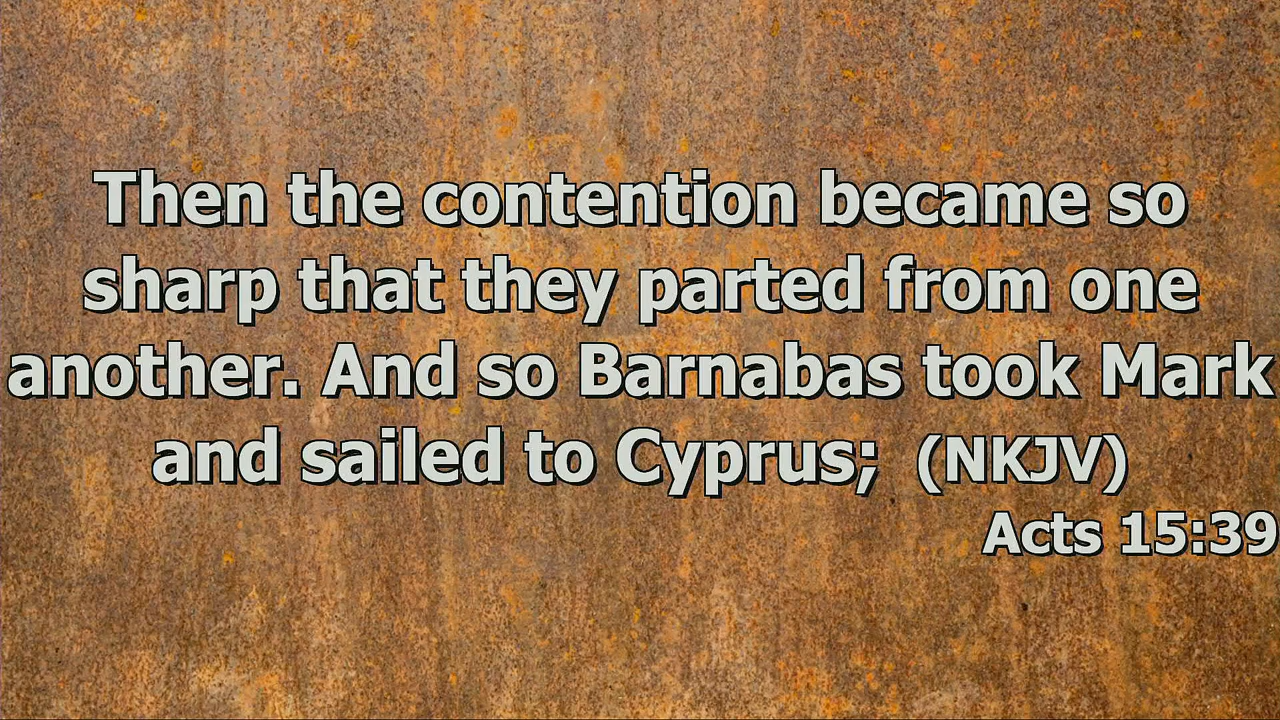 Then the contention became so
sharp that they parted from one
another. And so Barnabas took Mark
and sailed to Cyprus; (NKJV)
Acts 15:39